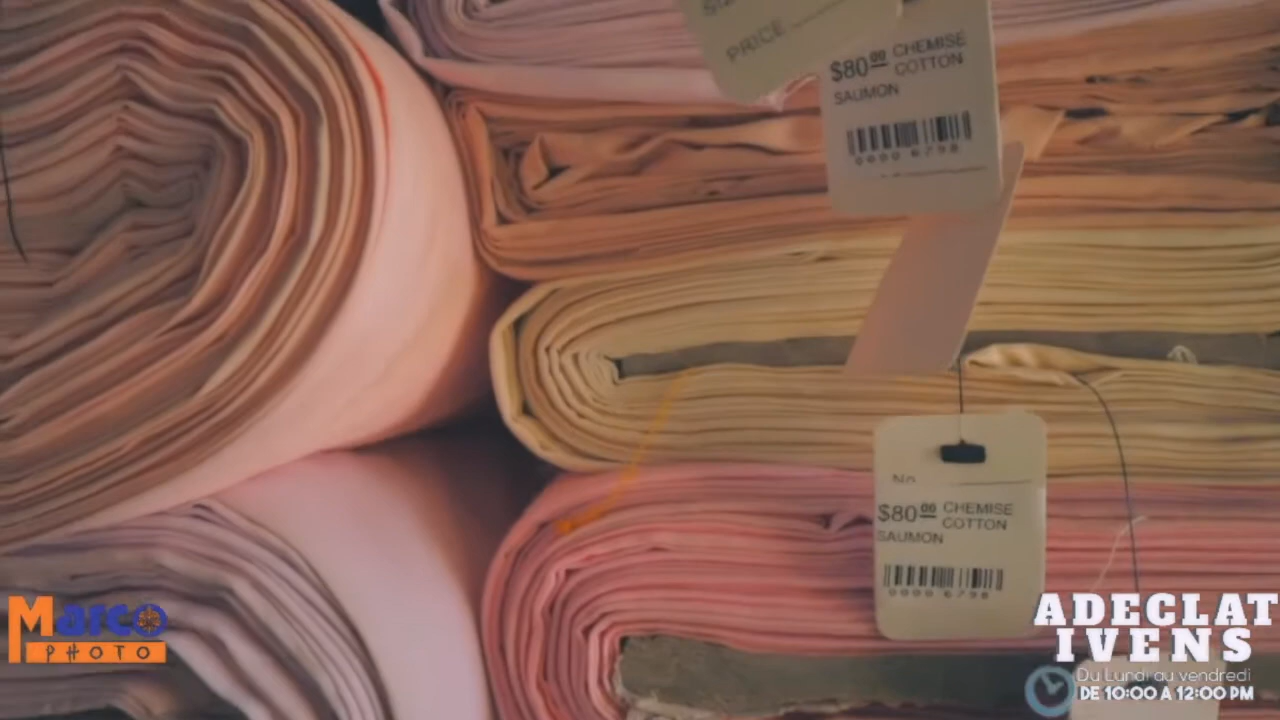 PRICE
$80.00 CHEMISE
COTTON
SAUMON
0000 6798
No
$80.00 CHEMISE
COTTON
SAUMON
0000 6798
Marco
PHOTO
ADECLAT
IVENS
Du Lundi au vendredi
DE 10:00 A 12:00 PM